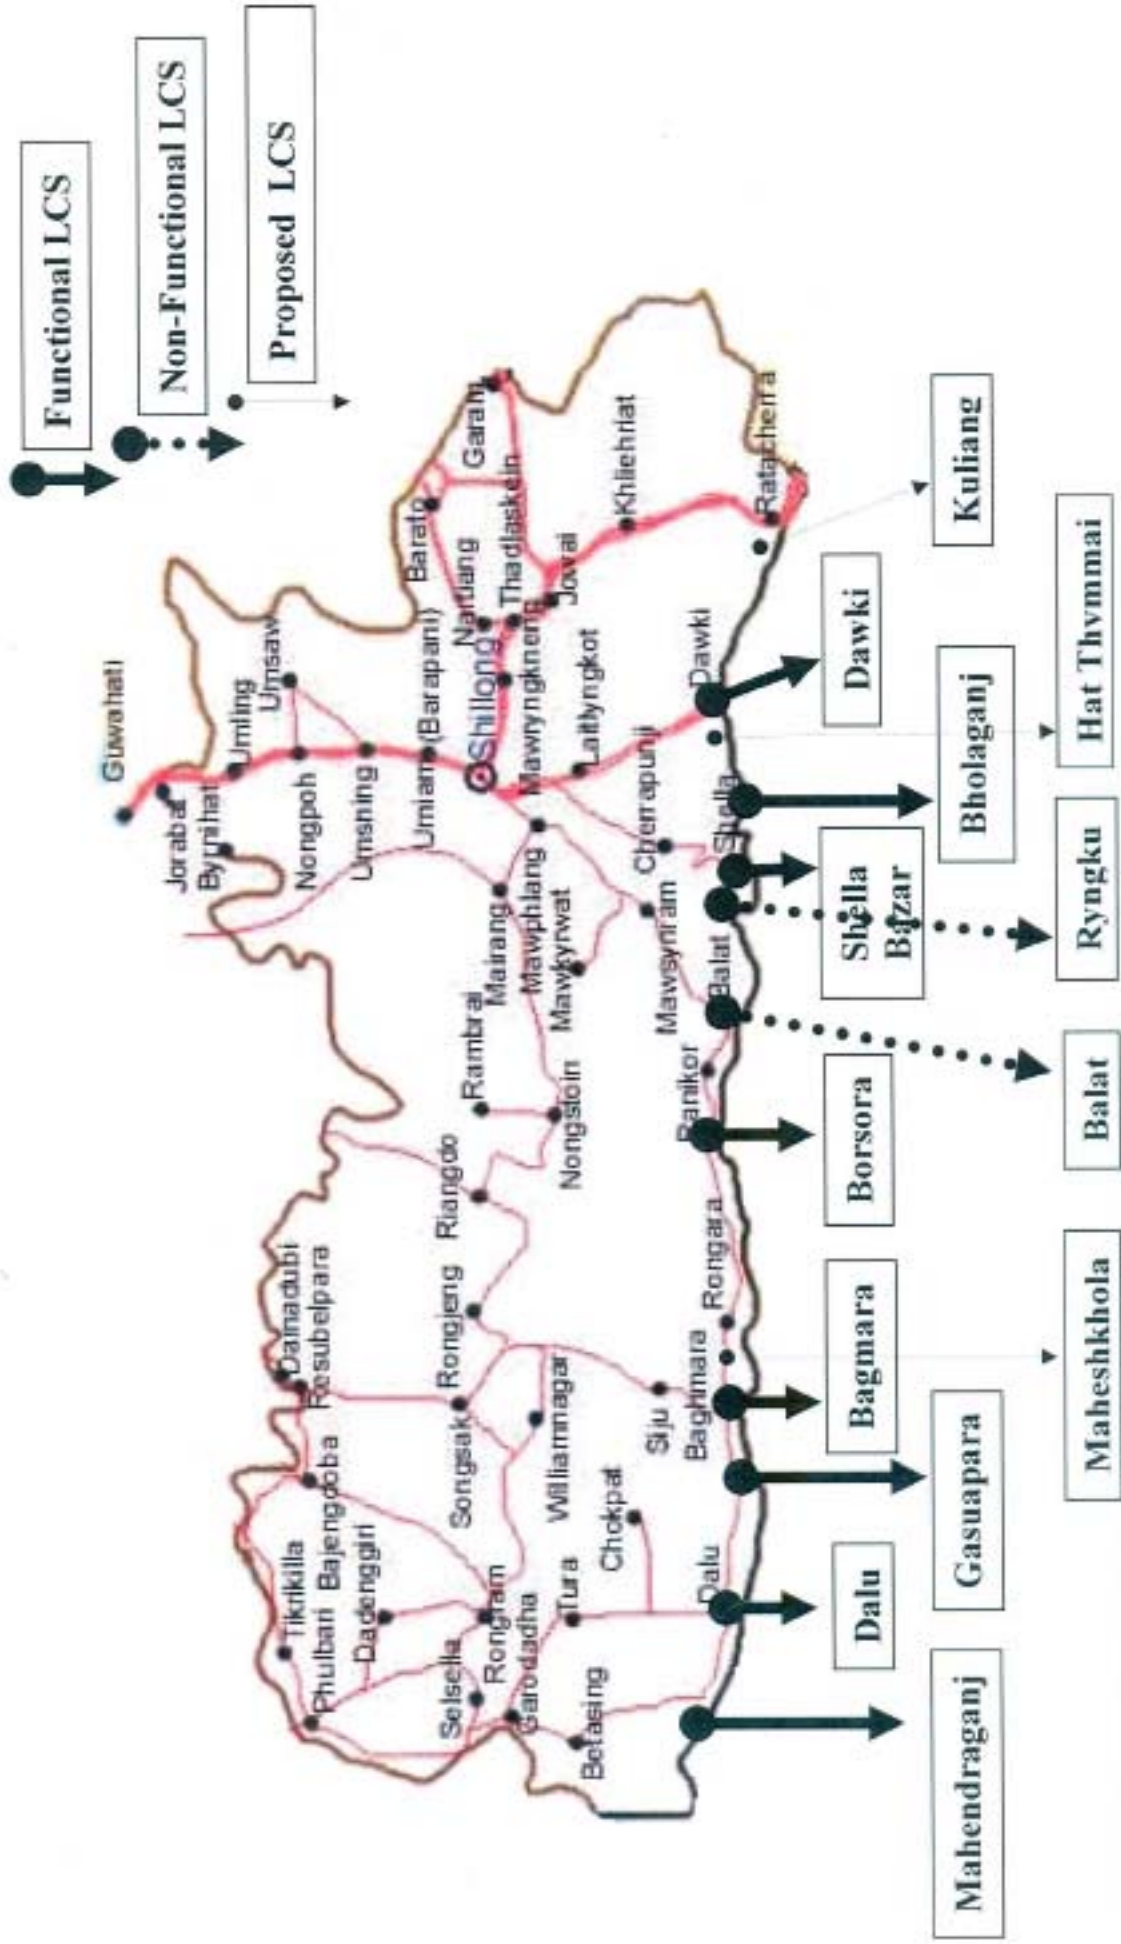 Functional LCS
Non-Functional LCS
Proposed LCS
Guwahati
Jorabat
Byrnihat
Umling
Umsaw
Nongpoh
Umsning
Umiam (Barapani)
Shillong
Barato
Garam
Nartiang
Thadlaskein
Mawryngkneng
Jowai
Khliehriat
Ratacherra
Laitlyngkot
Dawki
Cherrapunji
Shella
Mairang
Mawphlang
Mawkyrwat
Mawsynram
Balat
Ranikor
Rambrai
Nongstoin
Riangdo
Rongjeng
Rongara
Dainadubi
Resubelpara
Songsak
Williamnagar
Siju
Baghmara
Bajengdoba
Tikrikilla
Phulbari
Dadenggiri
Selsella
Rongram
Garodadha
Tura
Chokpat
Betasing
Dalu
Mahendraganj
Dalu
Gasuapara
Bagmara
Maheshkhola
Borsora
Balat
Shella
Bazar
Ryngku
Bholaganj
Hat Thymmai
Dawki
Kuliang